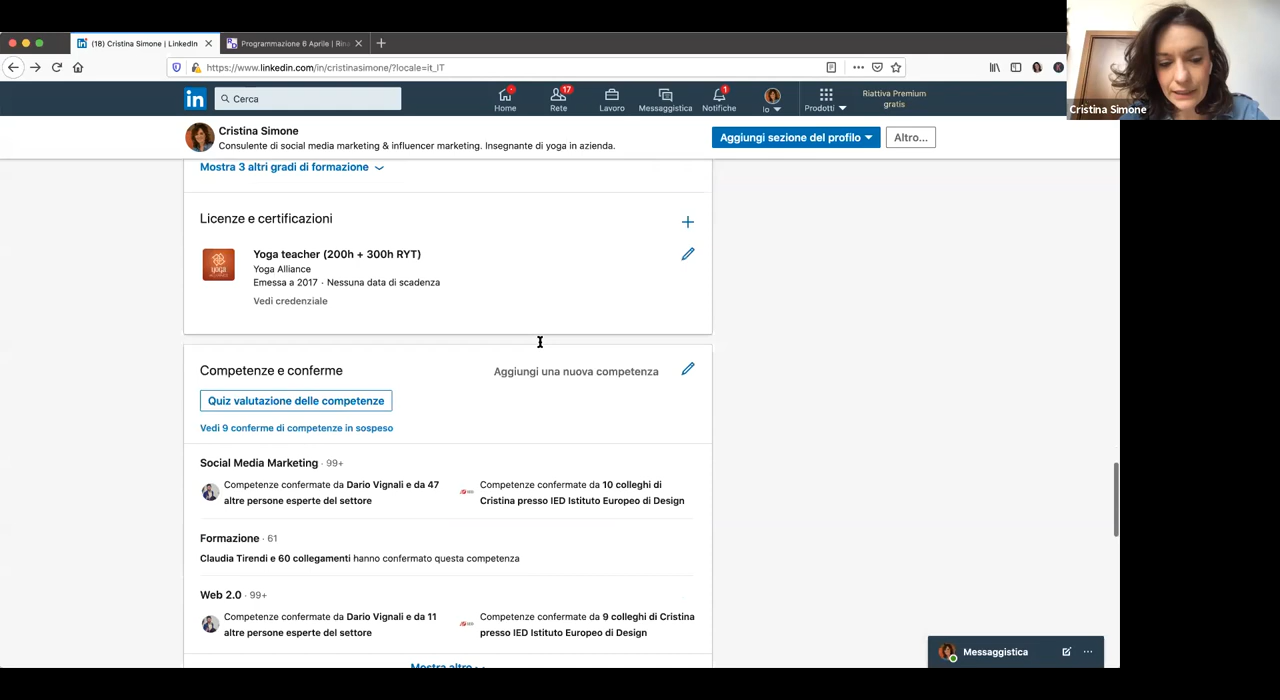 (18) Cristina Simone | LinkedIn
Programmazione 6 Aprile | Rina
https://www.linkedin.com/in/cristinasimone/?locale=it_IT
in Cerca
17
1
Home Rete Lavoro Messaggistica Notifiche Io Prodotti
Riattiva Premium
gratis
Cristina Simone
Cristina Simone
Consulente di social media marketing & influencer marketing. Insegnante di yoga in azienda.
Aggiungi sezione del profilo
Altro...
Mostra 3 altri gradi di formazione
Licenze e certificazioni
Yoga teacher (200h + 300h RYT)
Yoga Alliance
Emessa a 2017 · Nessuna data di scadenza
Vedi credenziale
Competenze e conferme
Aggiungi una nuova competenza
Quiz valutazione delle competenze
Vedi 9 conferme di competenze in sospeso
Social Media Marketing · 99+
Competenze confermate da Dario Vignali e da 47
altre persone esperte del settore
Competenze confermate da 10 colleghi di
Cristina presso IED Istituto Europeo di Design
Formazione · 61
Claudia Tirendi e 60 collegamenti hanno confermato questa competenza
Web 2.0 · 99+
Competenze confermate da Dario Vignali e da 11
altre persone esperte del settore
Competenze confermate da 9 colleghi di Cristina
presso IED Istituto Europeo di Design
Mostra altro
Messaggistica